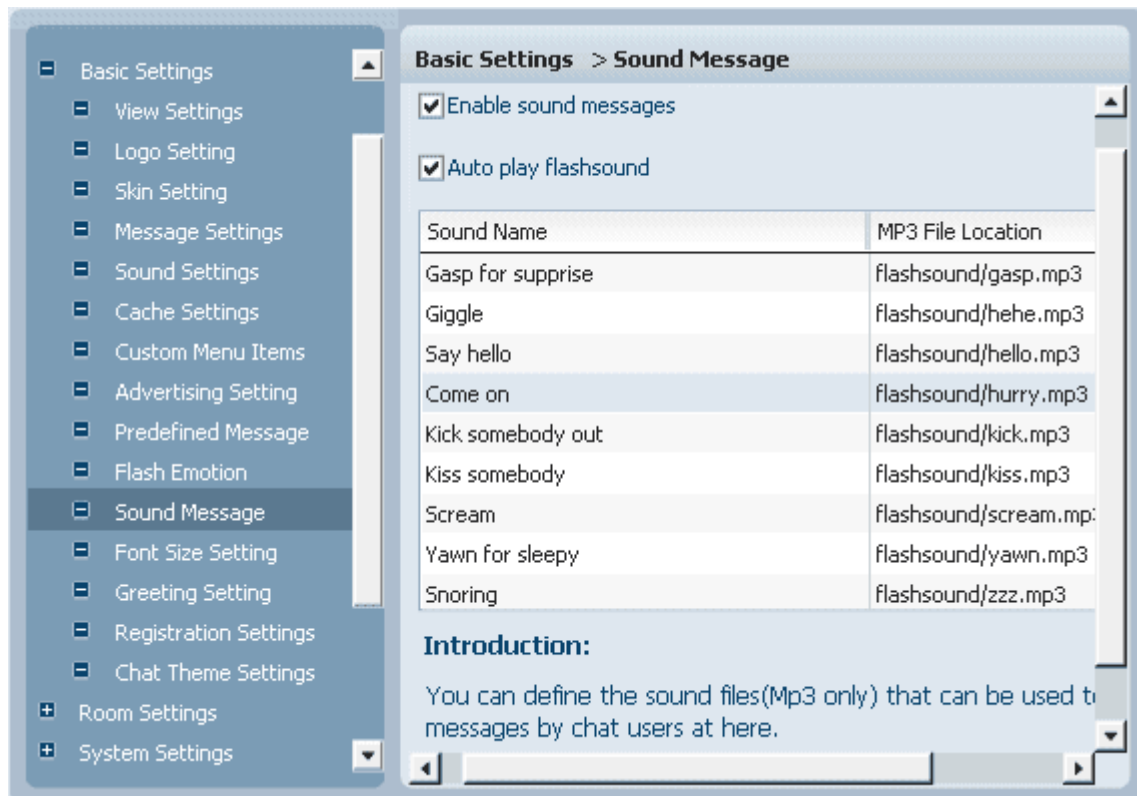 Basic Settings
View Settings
Logo Setting
Skin Setting
Message Settings
Sound Settings
Cache Settings
Custom Menu Items
Advertising Setting
Predefined Message
Flash Emotion
Sound Message
Font Size Setting
Greeting Setting
Registration Settings
Chat Theme Settings
Room Settings
System Settings
Basic Settings > Sound Message
Enable sound messages
Auto play flashsound
Sound Name MP3 File Location
Gasp for supprise flashsound/gasp.mp3
Giggle flashsound/hehe.mp3
Say hello flashsound/hello.mp3
Come on flashsound/hurry.mp3
Kick somebody out flashsound/kick.mp3
Kiss somebody flashsound/kiss.mp3
Scream flashsound/scream.mp
Yawn for sleepy flashsound/yawn.mp3
Snoring flashsound/zzz.mp3
Introduction:
You can define the sound files(Mp3 only) that can be used
messages by chat users at here.